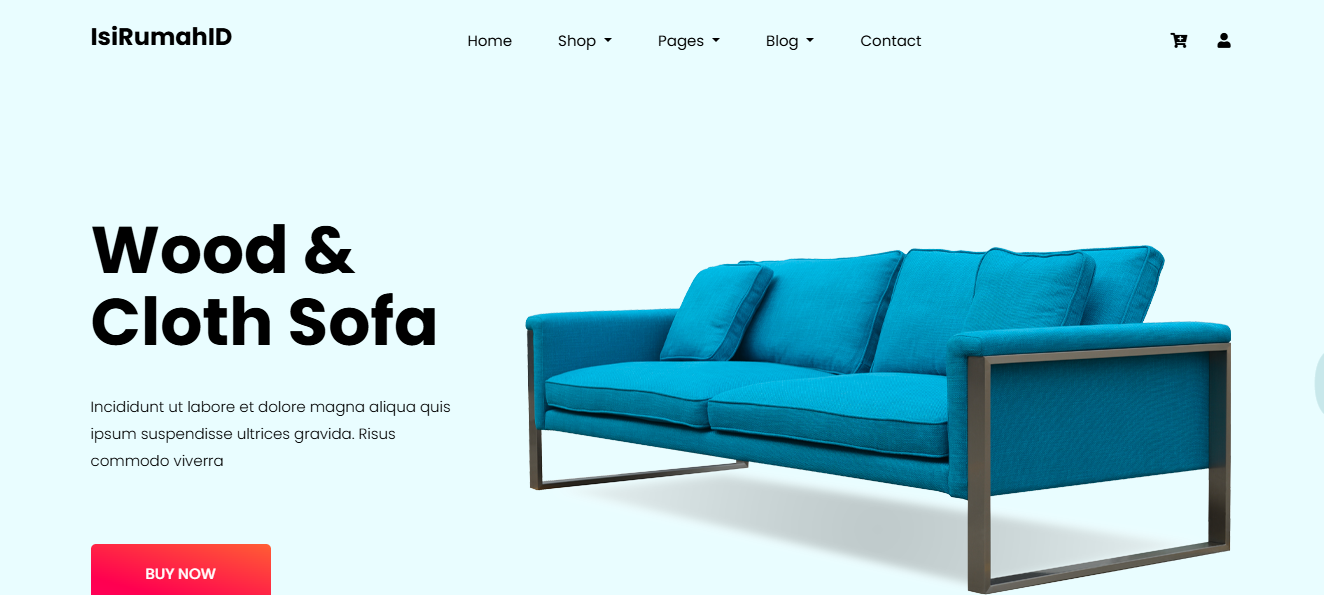 IsiRumahID
Home Shop Pages Blog Contact
Wood &
Cloth Sofa
Incididunt ut labore et dolore magna aliqua quis
ipsum suspendisse ultrices gravida. Risus
commodo viverra
BUY NOW